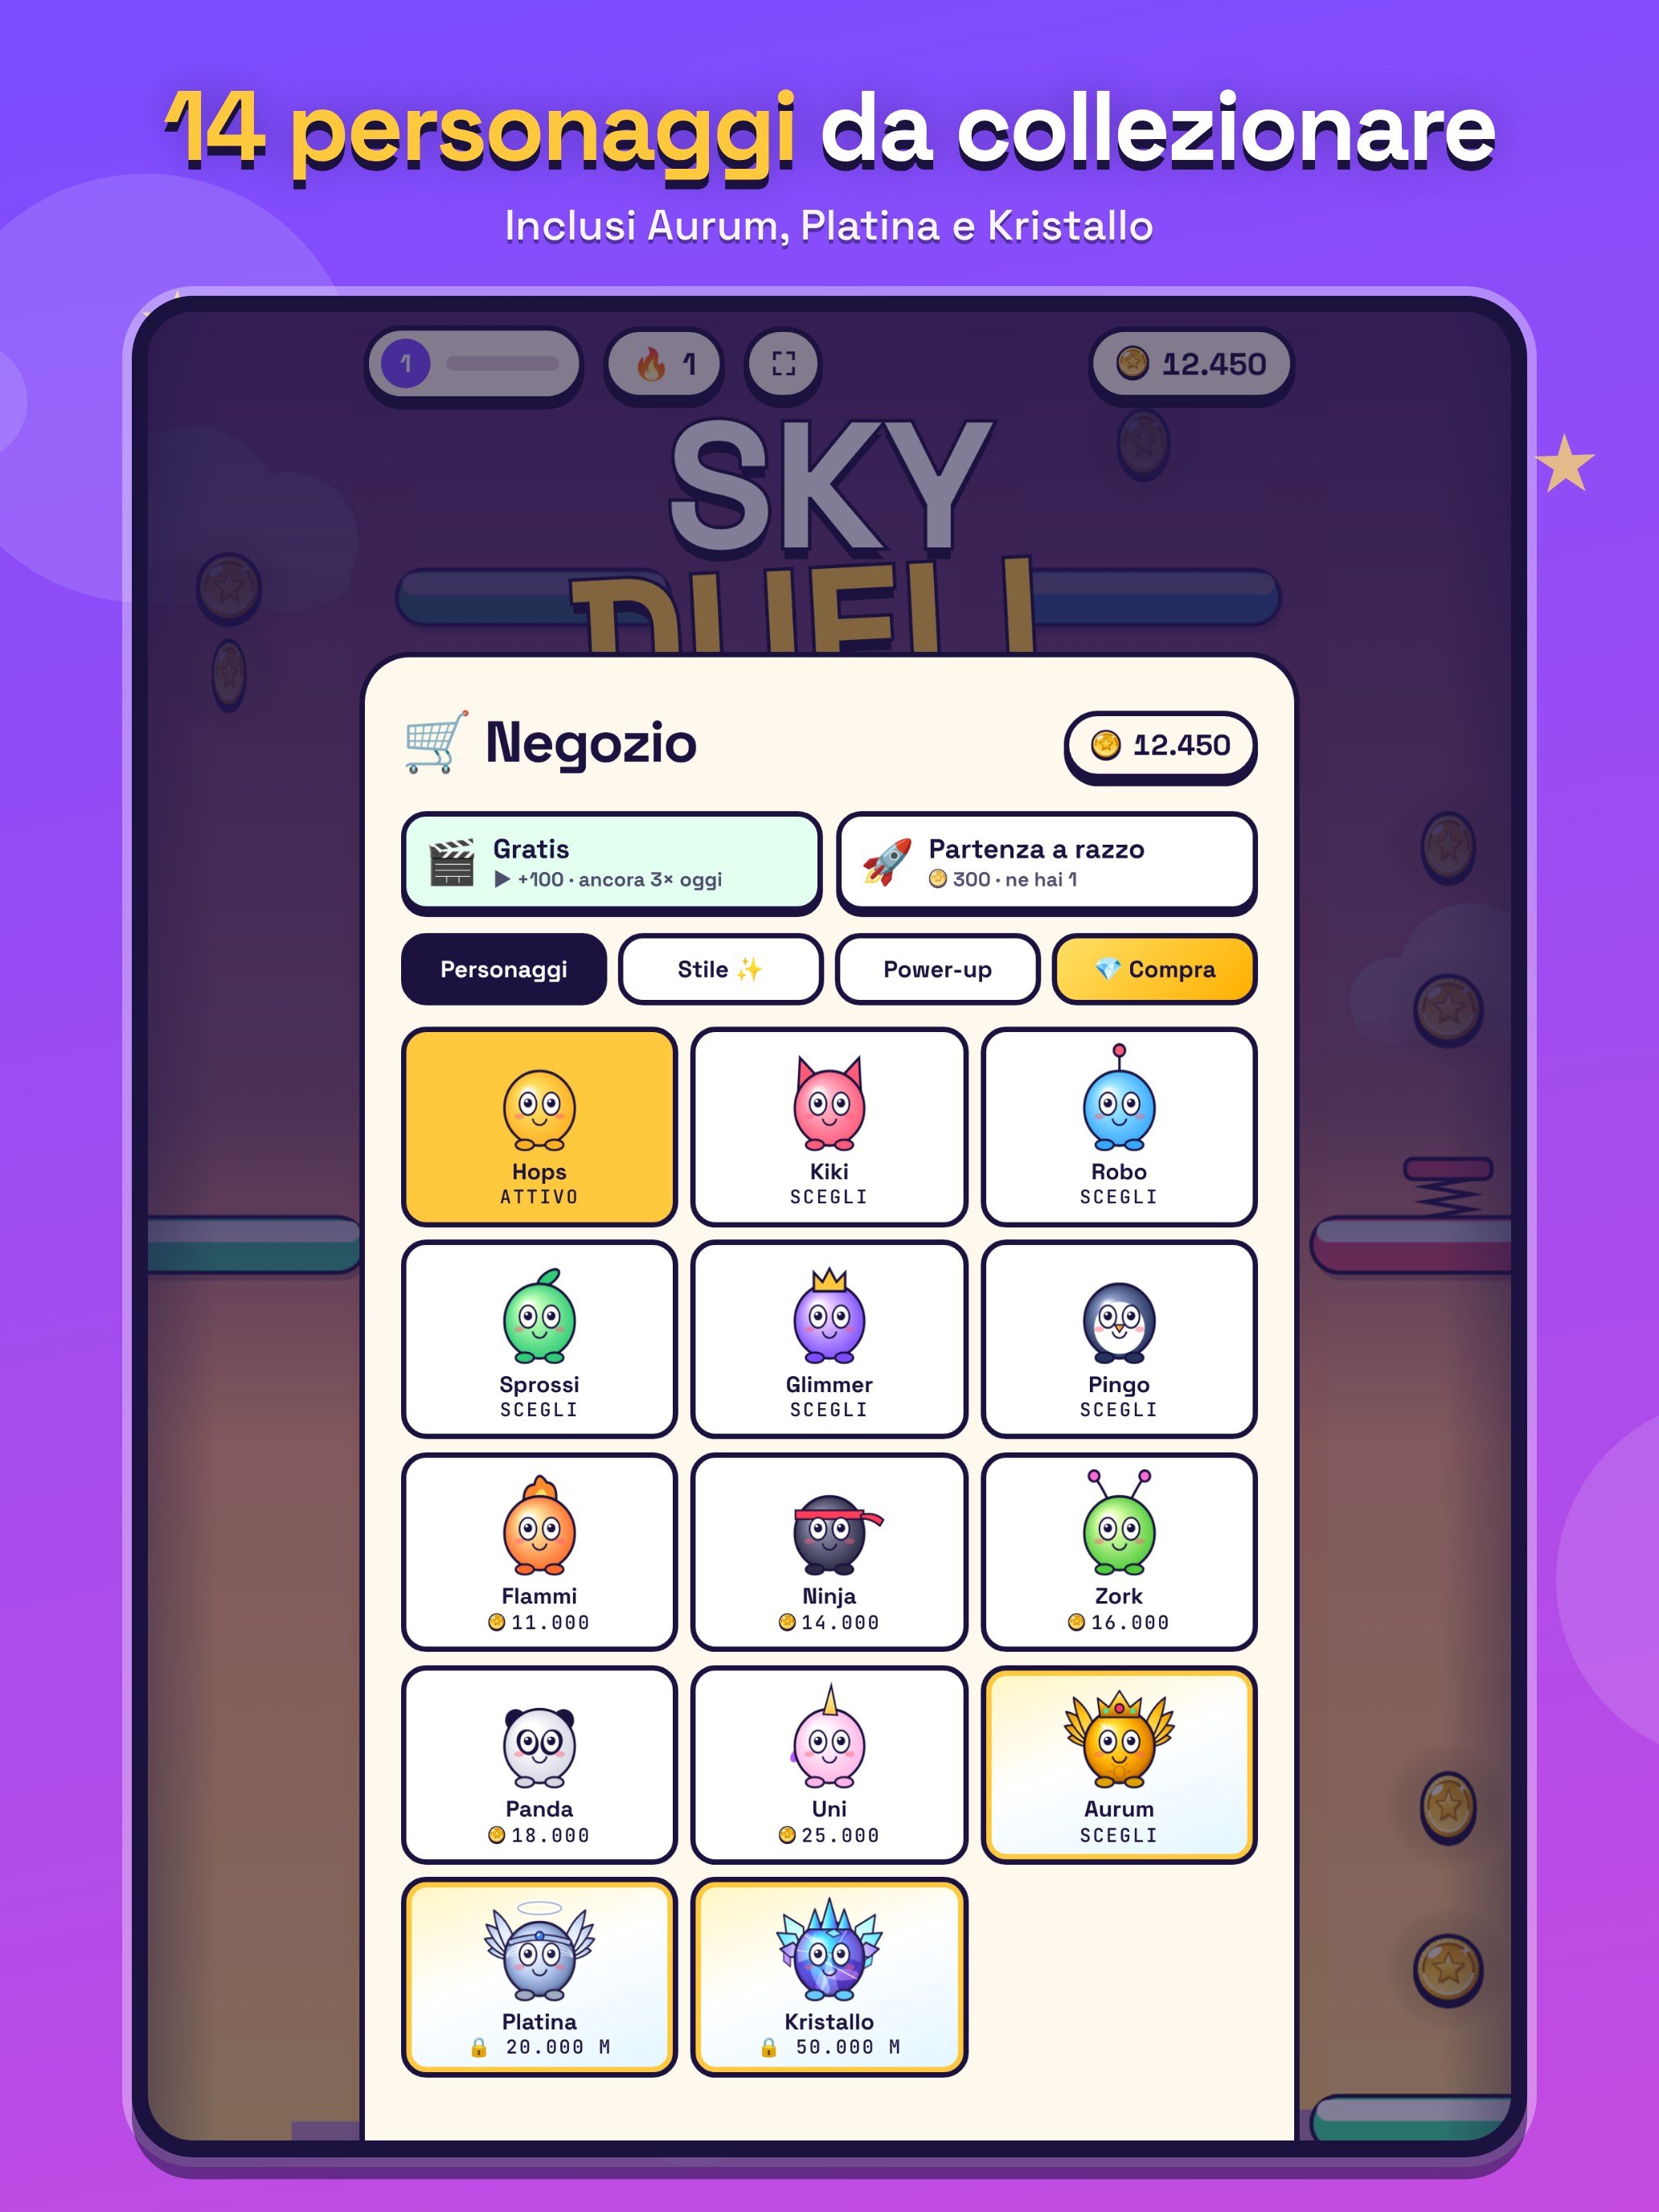 14 personaggi da collezionare
Inclusi Aurum, Platina e Kristallo
1
🔥 1
12.450
SKY
DUELL
🛒 Negozio
12.450
Gratis
▶ +100 · ancora 3× oggi
Partenza a razzo
300 · ne hai 1
Personaggi
Stile ✨
Power-up
💎 Compra
Hops
ATTIVO
Kiki
SCEGLI
Robo
SCEGLI
Sprossi
SCEGLI
Glimmer
SCEGLI
Pingo
SCEGLI
Flammi
11.000
Ninja
14.000
Zork
16.000
Panda
18.000
Uni
25.000
Aurum
SCEGLI
Platina
🔒 20.000 M
Kristallo
🔒 50.000 M